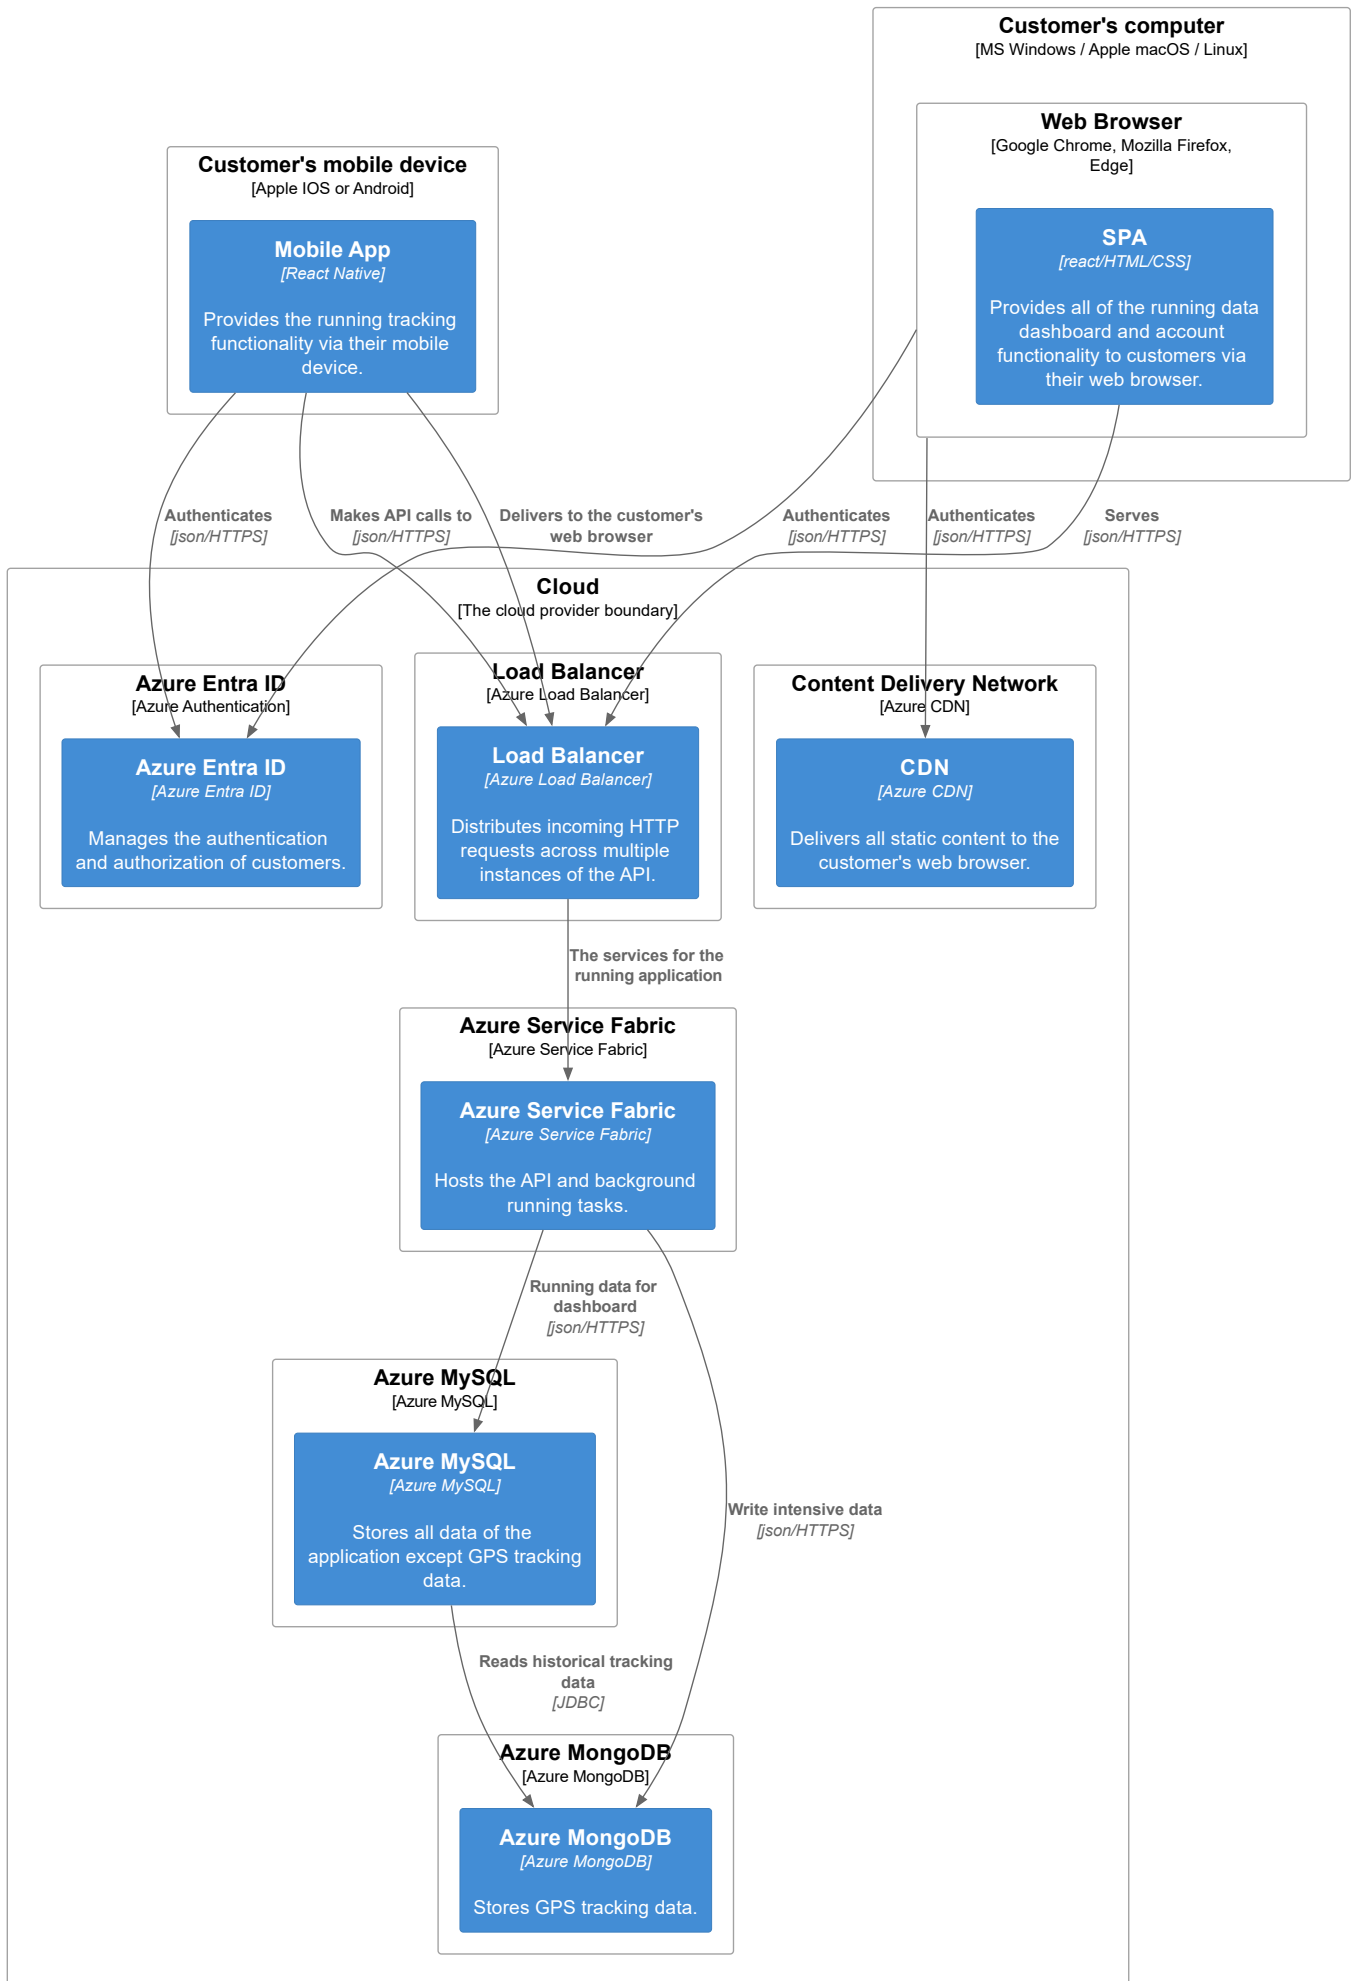 Customer's computer
[MS Windows / Apple macOS / Linux]
Web Browser
[Google Chrome, Mozilla Firefox,
Edge]
SPA
[react/HTML/CSS]
Provides all of the running data
dashboard and account
functionality to customers via
their web browser.
Customer's mobile device
[Apple IOS or Android]
Mobile App
[React Native]
Provides the running tracking
functionality via their mobile
device.
Authenticates
[json/HTTPS]
Makes API calls to
[json/HTTPS]
Delivers to the customer's
web browser
Authenticates
[json/HTTPS]
Authenticates
[json/HTTPS]
Serves
[json/HTTPS]
Cloud
[The cloud provider boundary]
Azure Entra ID
[Azure Authentication]
Azure Entra ID
[Azure Entra ID]
Manages the authentication
and authorization of customers.
Load Balancer
[Azure Load Balancer]
Load Balancer
[Azure Load Balancer]
Distributes incoming HTTP
requests across multiple
instances of the API.
Content Delivery Network
[Azure CDN]
CDN
[Azure CDN]
Delivers all static content to the
customer's web browser.
The services for the
running application
Azure Service Fabric
[Azure Service Fabric]
Azure Service Fabric
[Azure Service Fabric]
Hosts the API and background
running tasks.
Running data for
dashboard
[json/HTTPS]
Azure MySQL
[Azure MySQL]
Azure MySQL
[Azure MySQL]
Stores all data of the
application except GPS tracking
data.
Write intensive data
[json/HTTPS]
Reads historical tracking
data
[JDBC]
Azure MongoDB
[Azure MongoDB]
Azure MongoDB
[Azure MongoDB]
Stores GPS tracking data.